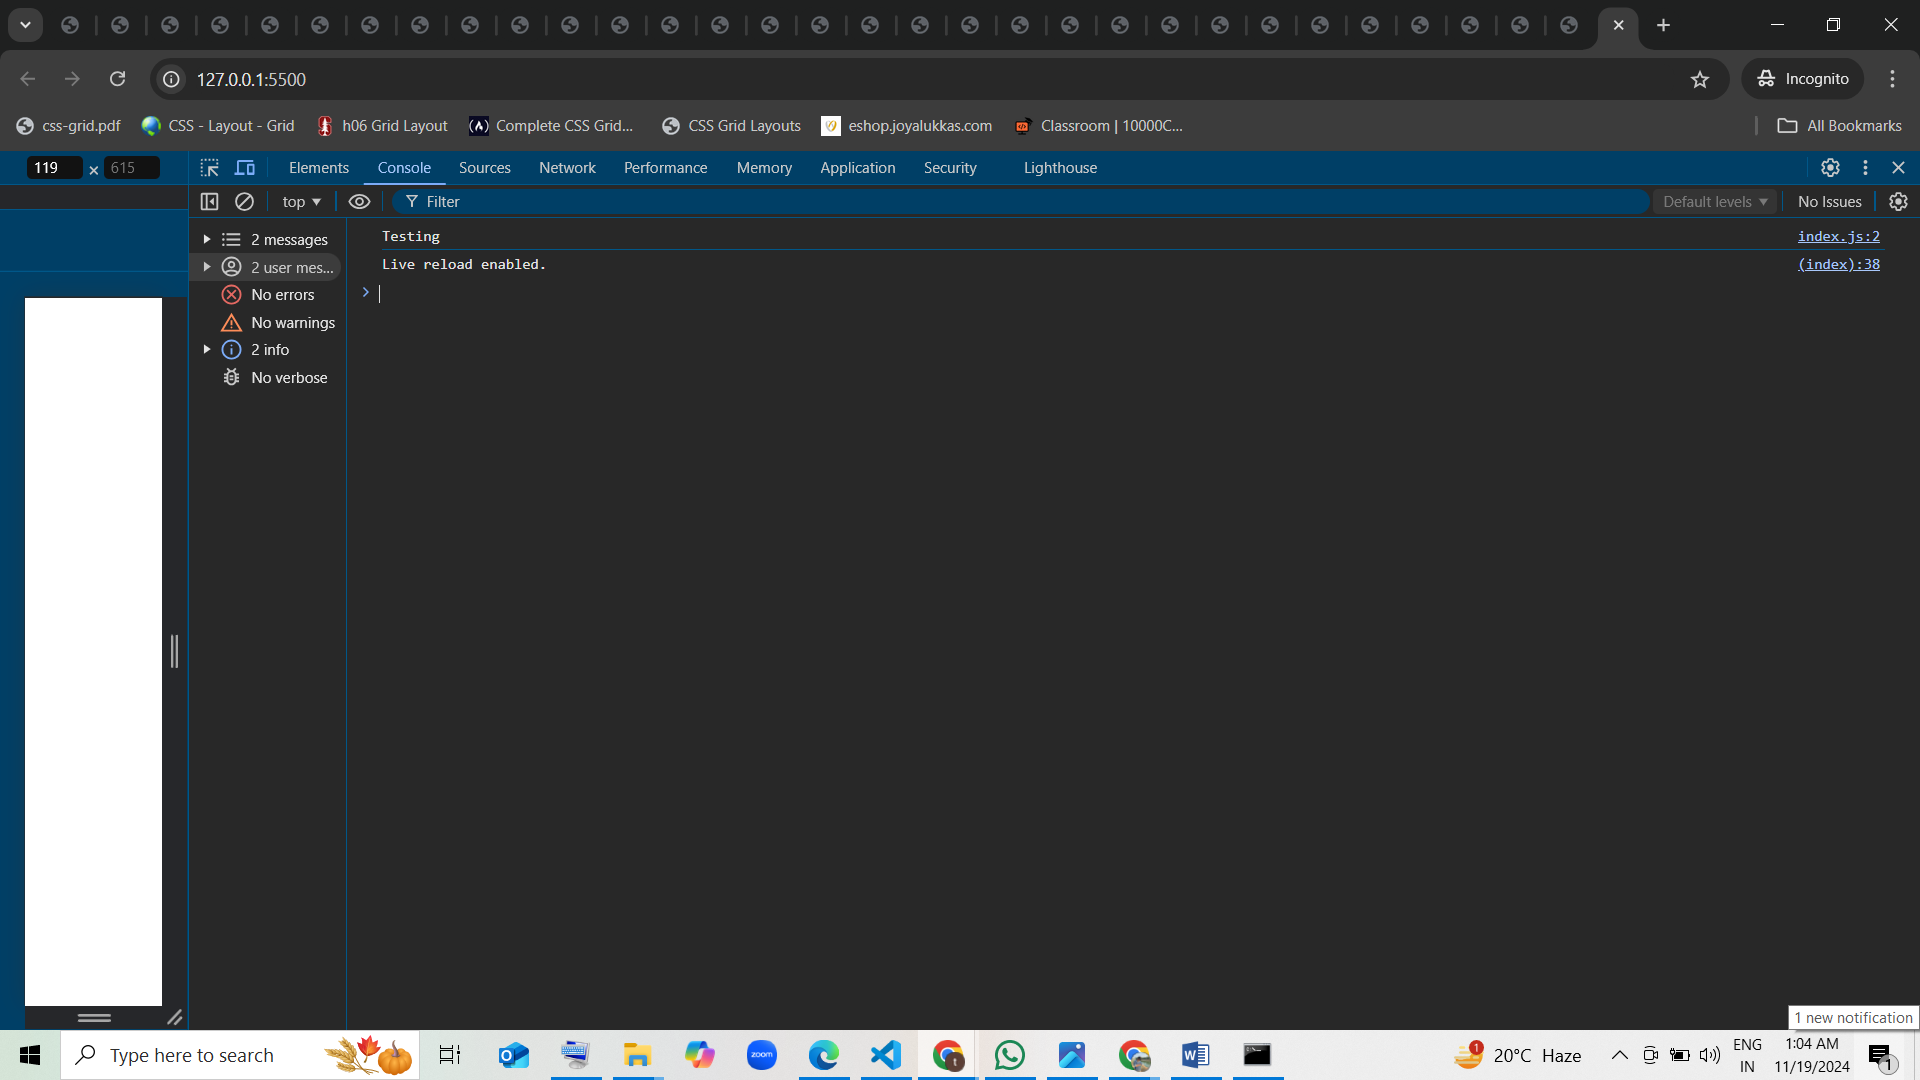 127.0.0.1:5500
Incognito
css-grid.pdf
CSS - Layout - Grid
h06 Grid Layout
Complete CSS Grid...
CSS Grid Layouts
eshop.joyalukkas.com
Classroom | 10000C...
All Bookmarks
119 × 615
Elements
Console
Sources
Network
Performance
Memory
Application
Security
Lighthouse
top
Filter
Default levels
No Issues
2 messages
2 user mes...
No errors
No warnings
2 info
No verbose
Testing
index.js:2
Live reload enabled.
(index):38
1 new notification
Type here to search
zoom
1
20°C Haze
ENG
IN
1:04 AM
11/19/2024
1